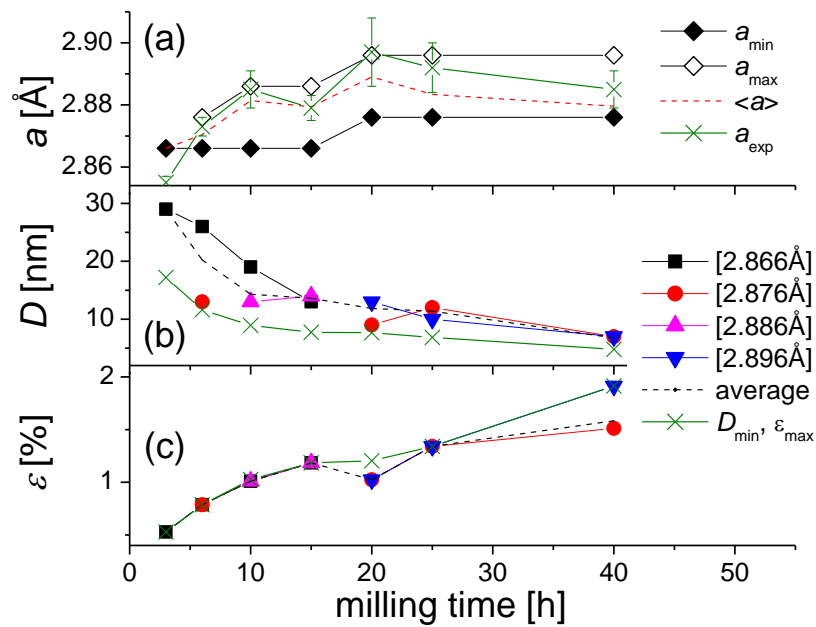 (a)
a [Å]
2.90
2.88
2.86
a_min
a_max
<a>
a_exp
(b)
D [nm]
30
20
10
[2.866Å]
[2.876Å]
[2.886Å]
[2.896Å]
average
D_min, ε_max
(c)
ε [%]
2
1
0 10 20 30 40 50
milling time [h]